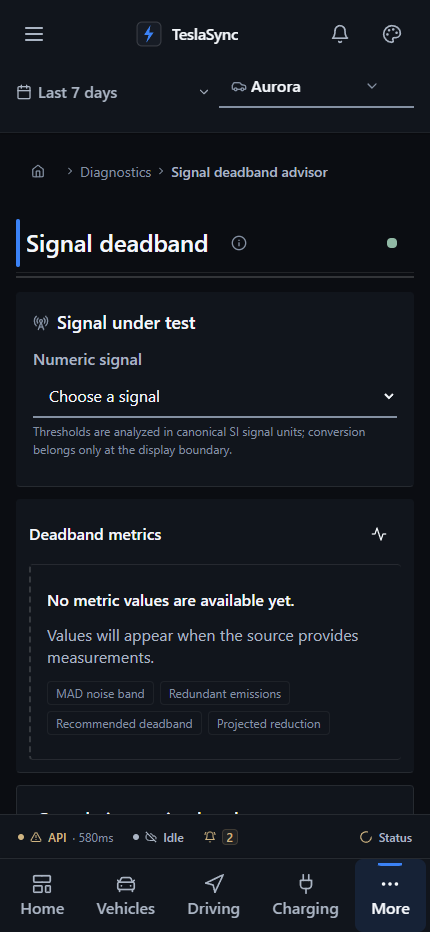 TeslaSync
Last 7 days
Aurora
Diagnostics
Signal deadband advisor
Signal deadband
Signal under test
Numeric signal
Choose a signal
Thresholds are analyzed in canonical SI signal units; conversion
belongs only at the display boundary.
Deadband metrics
No metric values are available yet.
Values will appear when the source provides
measurements.
MAD noise band
Redundant emissions
Recommended deadband
Projected reduction
API · 580ms
Idle
2
Status
Home
Vehicles
Driving
Charging
More